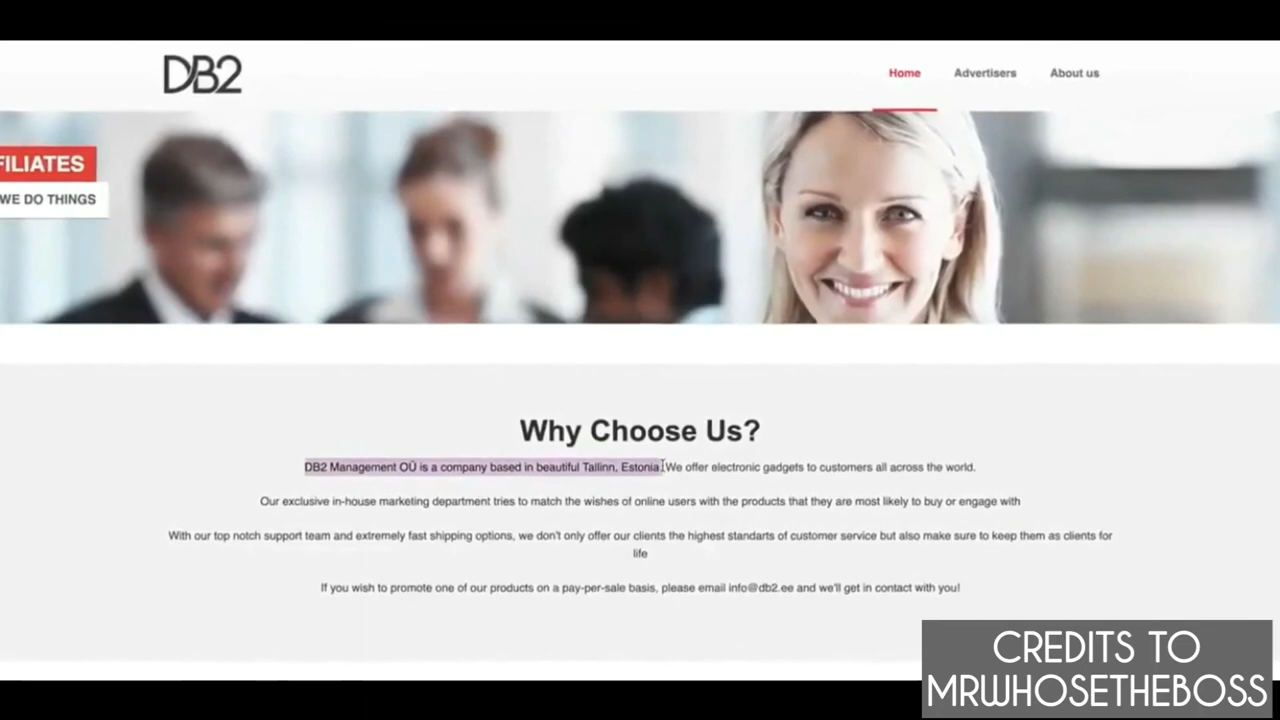 DB2
Home
Advertisers
About us
FILIATES
WE DO THINGS
Why Choose Us?
DB2 Management OÜ is a company based in beautiful Tallinn, Estonia. We offer electronic gadgets to customers all across the world.
Our exclusive in-house marketing department tries to match the wishes of online users with the products that they are most likely to buy or engage with
With our top notch support team and extremely fast shipping options, we don't only offer our clients the highest standarts of customer service but also make sure to keep them as clients for
life
If you wish to promote one of our products on a pay-per-sale basis, please email info@db2.ee and we'll get in contact with you!
CREDITS TO
MRWHOSETHEBOSS